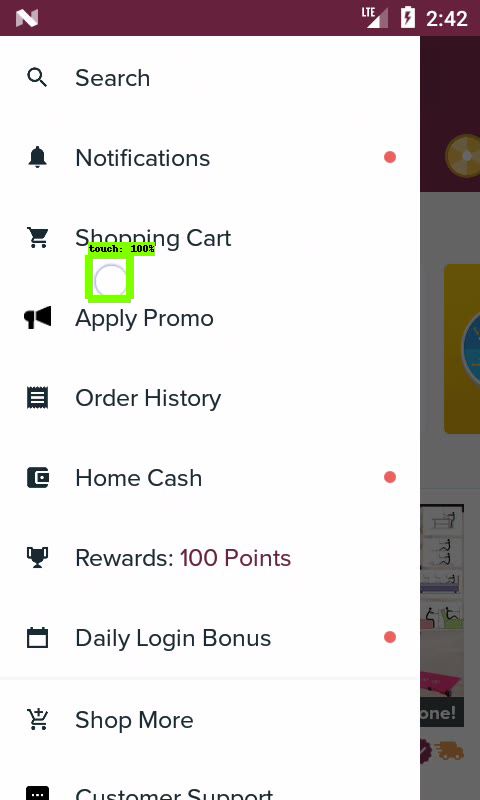 LTE 2:42
Search
Notifications
Shopping Cart
touch: 100%
Apply Promo
Order History
Home Cash
Rewards: 100 Points
Daily Login Bonus
Shop More
one!
Customer Support